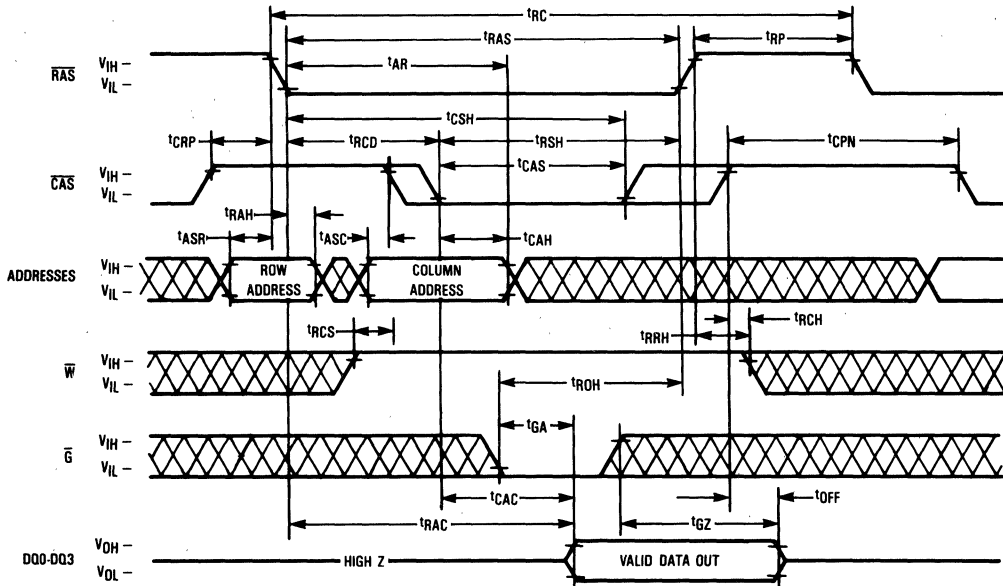 tRC
tRAS
tRP
RAS
VIH –
VIL –
tAR
tCSH
tCRP
tRCD
tRSH
tCPN
CAS
VIH –
VIL –
tCAS
tRAH
tASR
tASC
tCAH
ADDRESSES
VIH –
VIL –
ROW
ADDRESS
COLUMN
ADDRESS
tRCS
tRCH
tRRH
W
VIH –
VIL –
tROH
tGA
G
VIH –
VIL –
tCAC
tOFF
tRAC
tGZ
DQ0-DQ3
VOH –
VOL –
HIGH Z
VALID DATA OUT